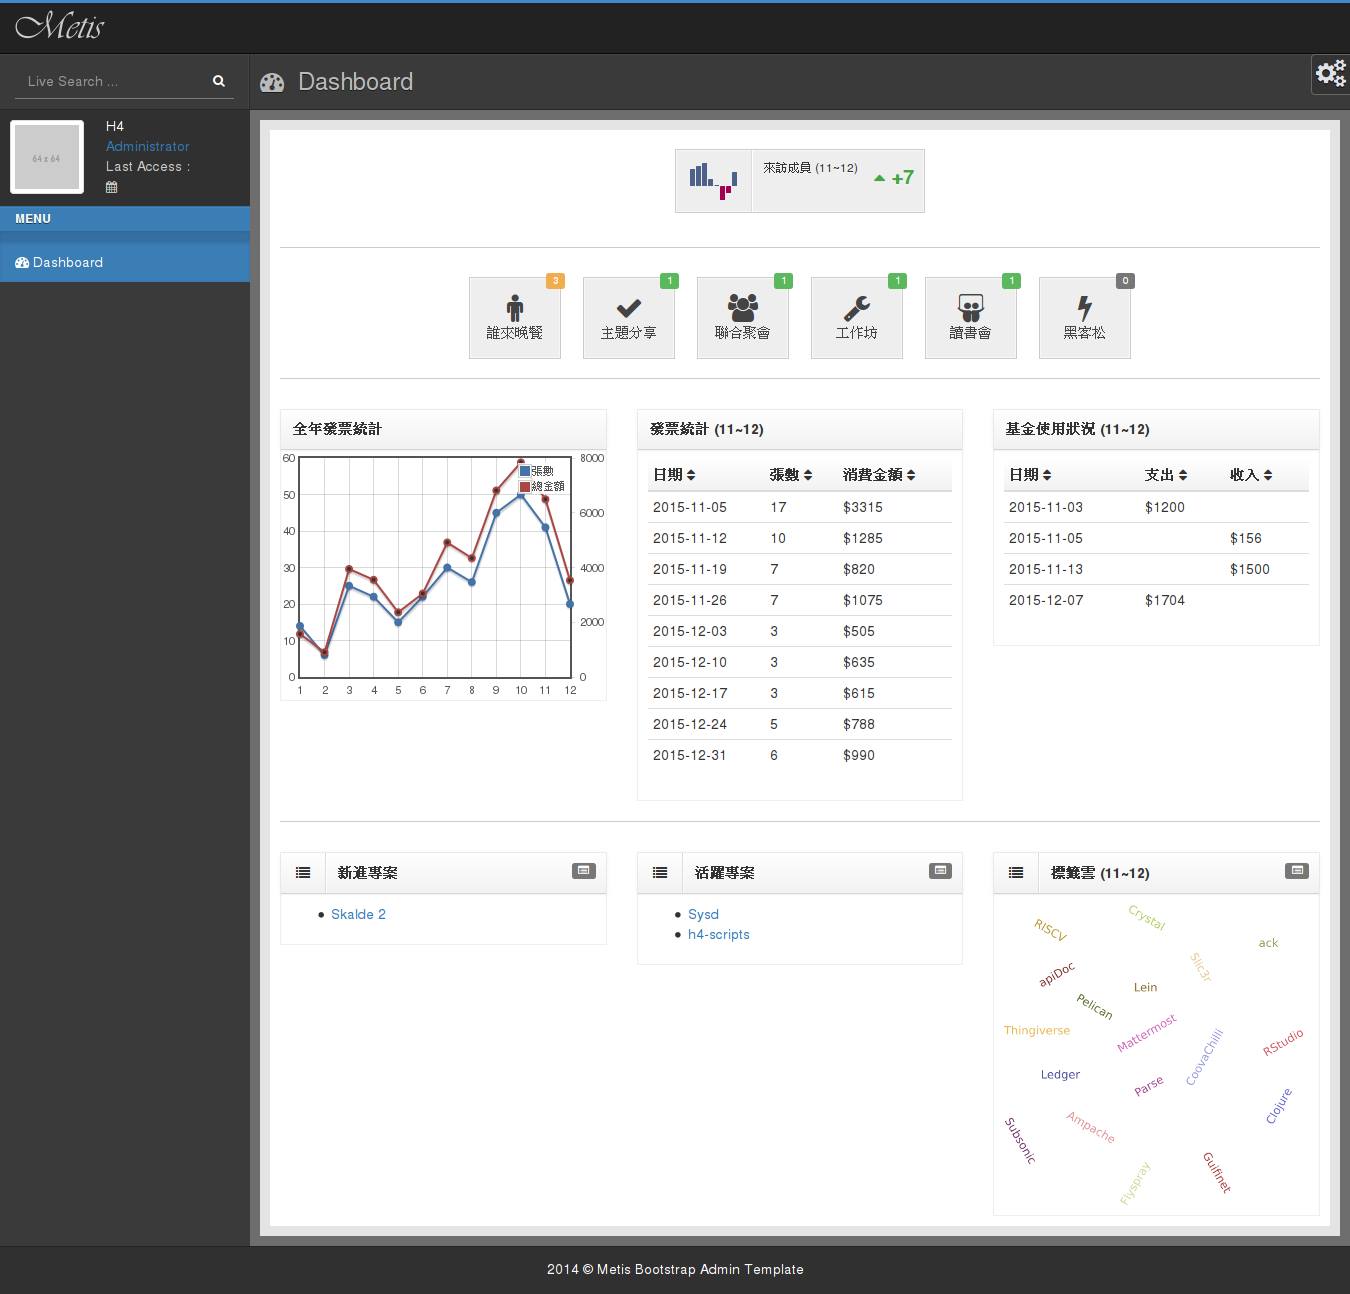 Metis
Live Search ...
Dashboard
64 x 64
H4
Administrator
Last Access :
MENU
Dashboard
來訪成員 (11~12)
+7
3
1
1
1
1
0
誰來晚餐
主題分享
聯合聚會
工作坊
讀書會
黑客松
全年發票統計
60
50
40
30
20
10
0
8000
6000
4000
2000
0
張數
總金額
1 2 3 4 5 6 7 8 9 10 11 12
發票統計 (11~12)
日期 張數 消費金額
2015-11-05 17 $3315
2015-11-12 10 $1285
2015-11-19 7 $820
2015-11-26 7 $1075
2015-12-03 3 $505
2015-12-10 3 $635
2015-12-17 3 $615
2015-12-24 5 $788
2015-12-31 6 $990
基金使用狀況 (11~12)
日期 支出 收入
2015-11-03 $1200
2015-11-05 $156
2015-11-13 $1500
2015-12-07 $1704
新進專案
Skalde 2
活躍專案
Sysd
h4-scripts
標籤雲 (11~12)
Crystal
RISCV
ack
Slic3r
apiDoc
Lein
Pelican
Thingiverse
Mattermost
RStudio
CoovaChilli
Ledger
Parse
Clojure
Ampache
Subsonic
Guifinet
Flyspray
2014 © Metis Bootstrap Admin Template